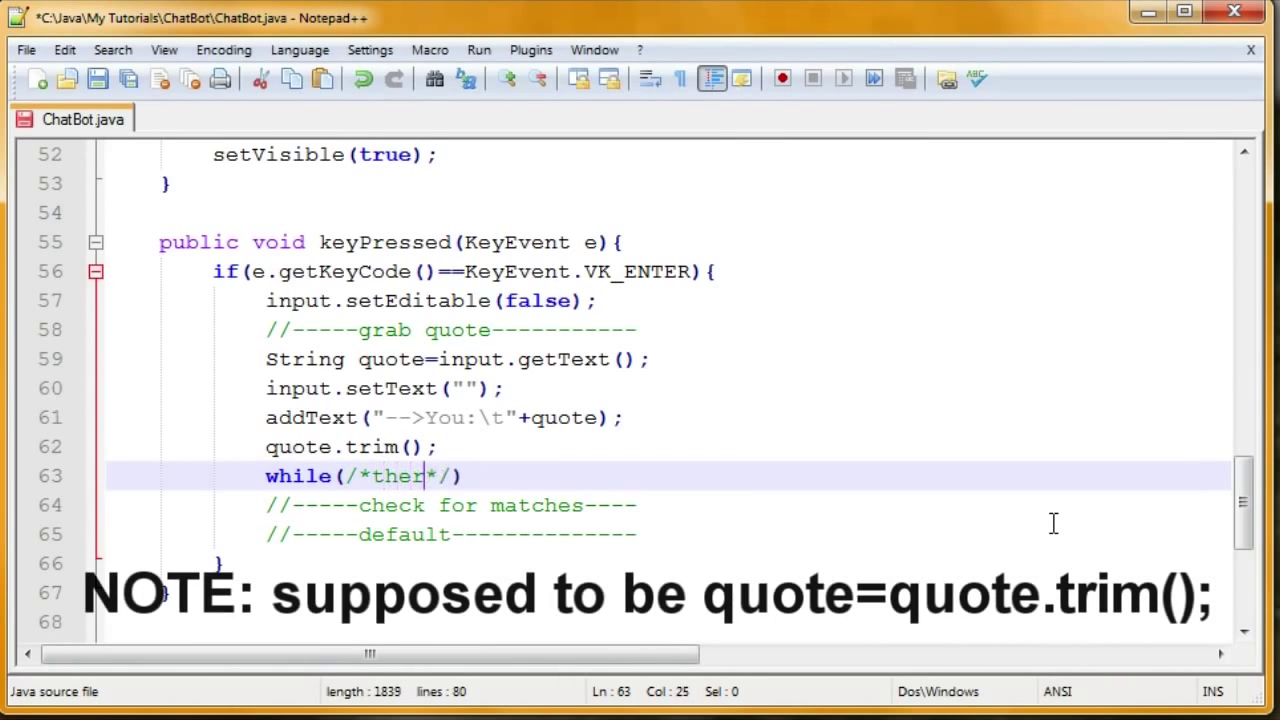 *C:\Java\My Tutorials\ChatBot\ChatBot.java - Notepad++
File Edit Search View Encoding Language Settings Macro Run Plugins Window ? X
ABC
ChatBot.java
52 setVisible(true);
53 }
54
55 public void keyPressed(KeyEvent e){
56 if(e.getKeyCode()==KeyEvent.VK_ENTER){
57 input.setEditable(false);
58 //-----grab quote-----------
59 String quote=input.getText();
60 input.setText("");
61 addText("-->You:\t"+quote);
62 quote.trim();
63 while(/*ther*/)
64 //-----check for matches----
65 //-----default--------------
66 }
67 }
NOTE: supposed to be quote=quote.trim();
68
Java source file length : 1839 lines : 80 Ln : 63 Col : 25 Sel : 0 Dos\Windows ANSI INS